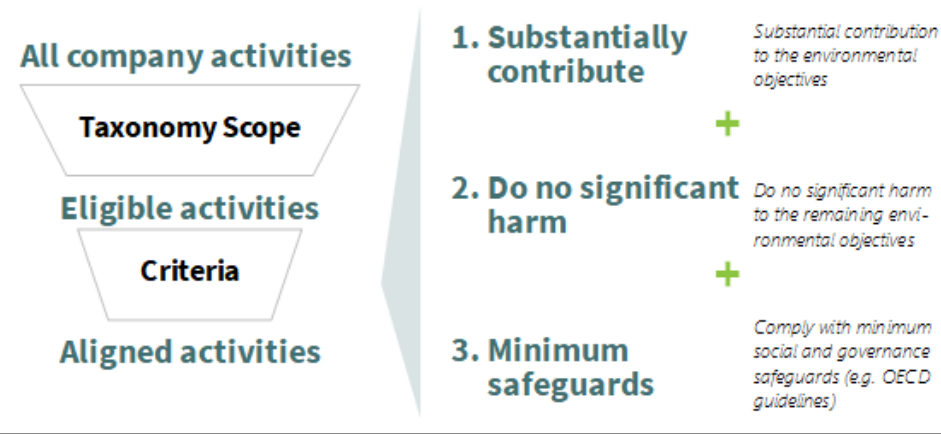 All company activities
Taxonomy Scope
Eligible activities
Criteria
Aligned activities
1. Substantially
contribute
Substantial contribution
to the environmental
objectives
+
2. Do no significant
harm
Do no significant harm
to the remaining envi-
ronmental objectives
+
3. Minimum
safeguards
Comply with minimum
social and governance
safeguards (e.g. OECD
guidelines)